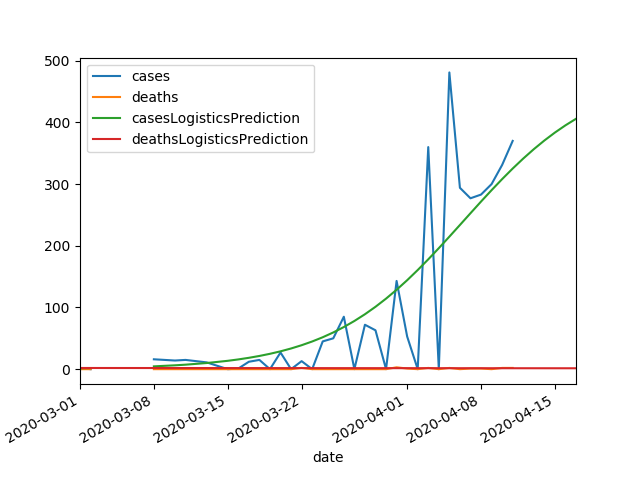 500
400
300
200
100
0
cases
deaths
casesLogisticsPrediction
deathsLogisticsPrediction
2020-03-01
2020-03-08
2020-03-15
2020-03-22
2020-04-01
2020-04-08
2020-04-15
date